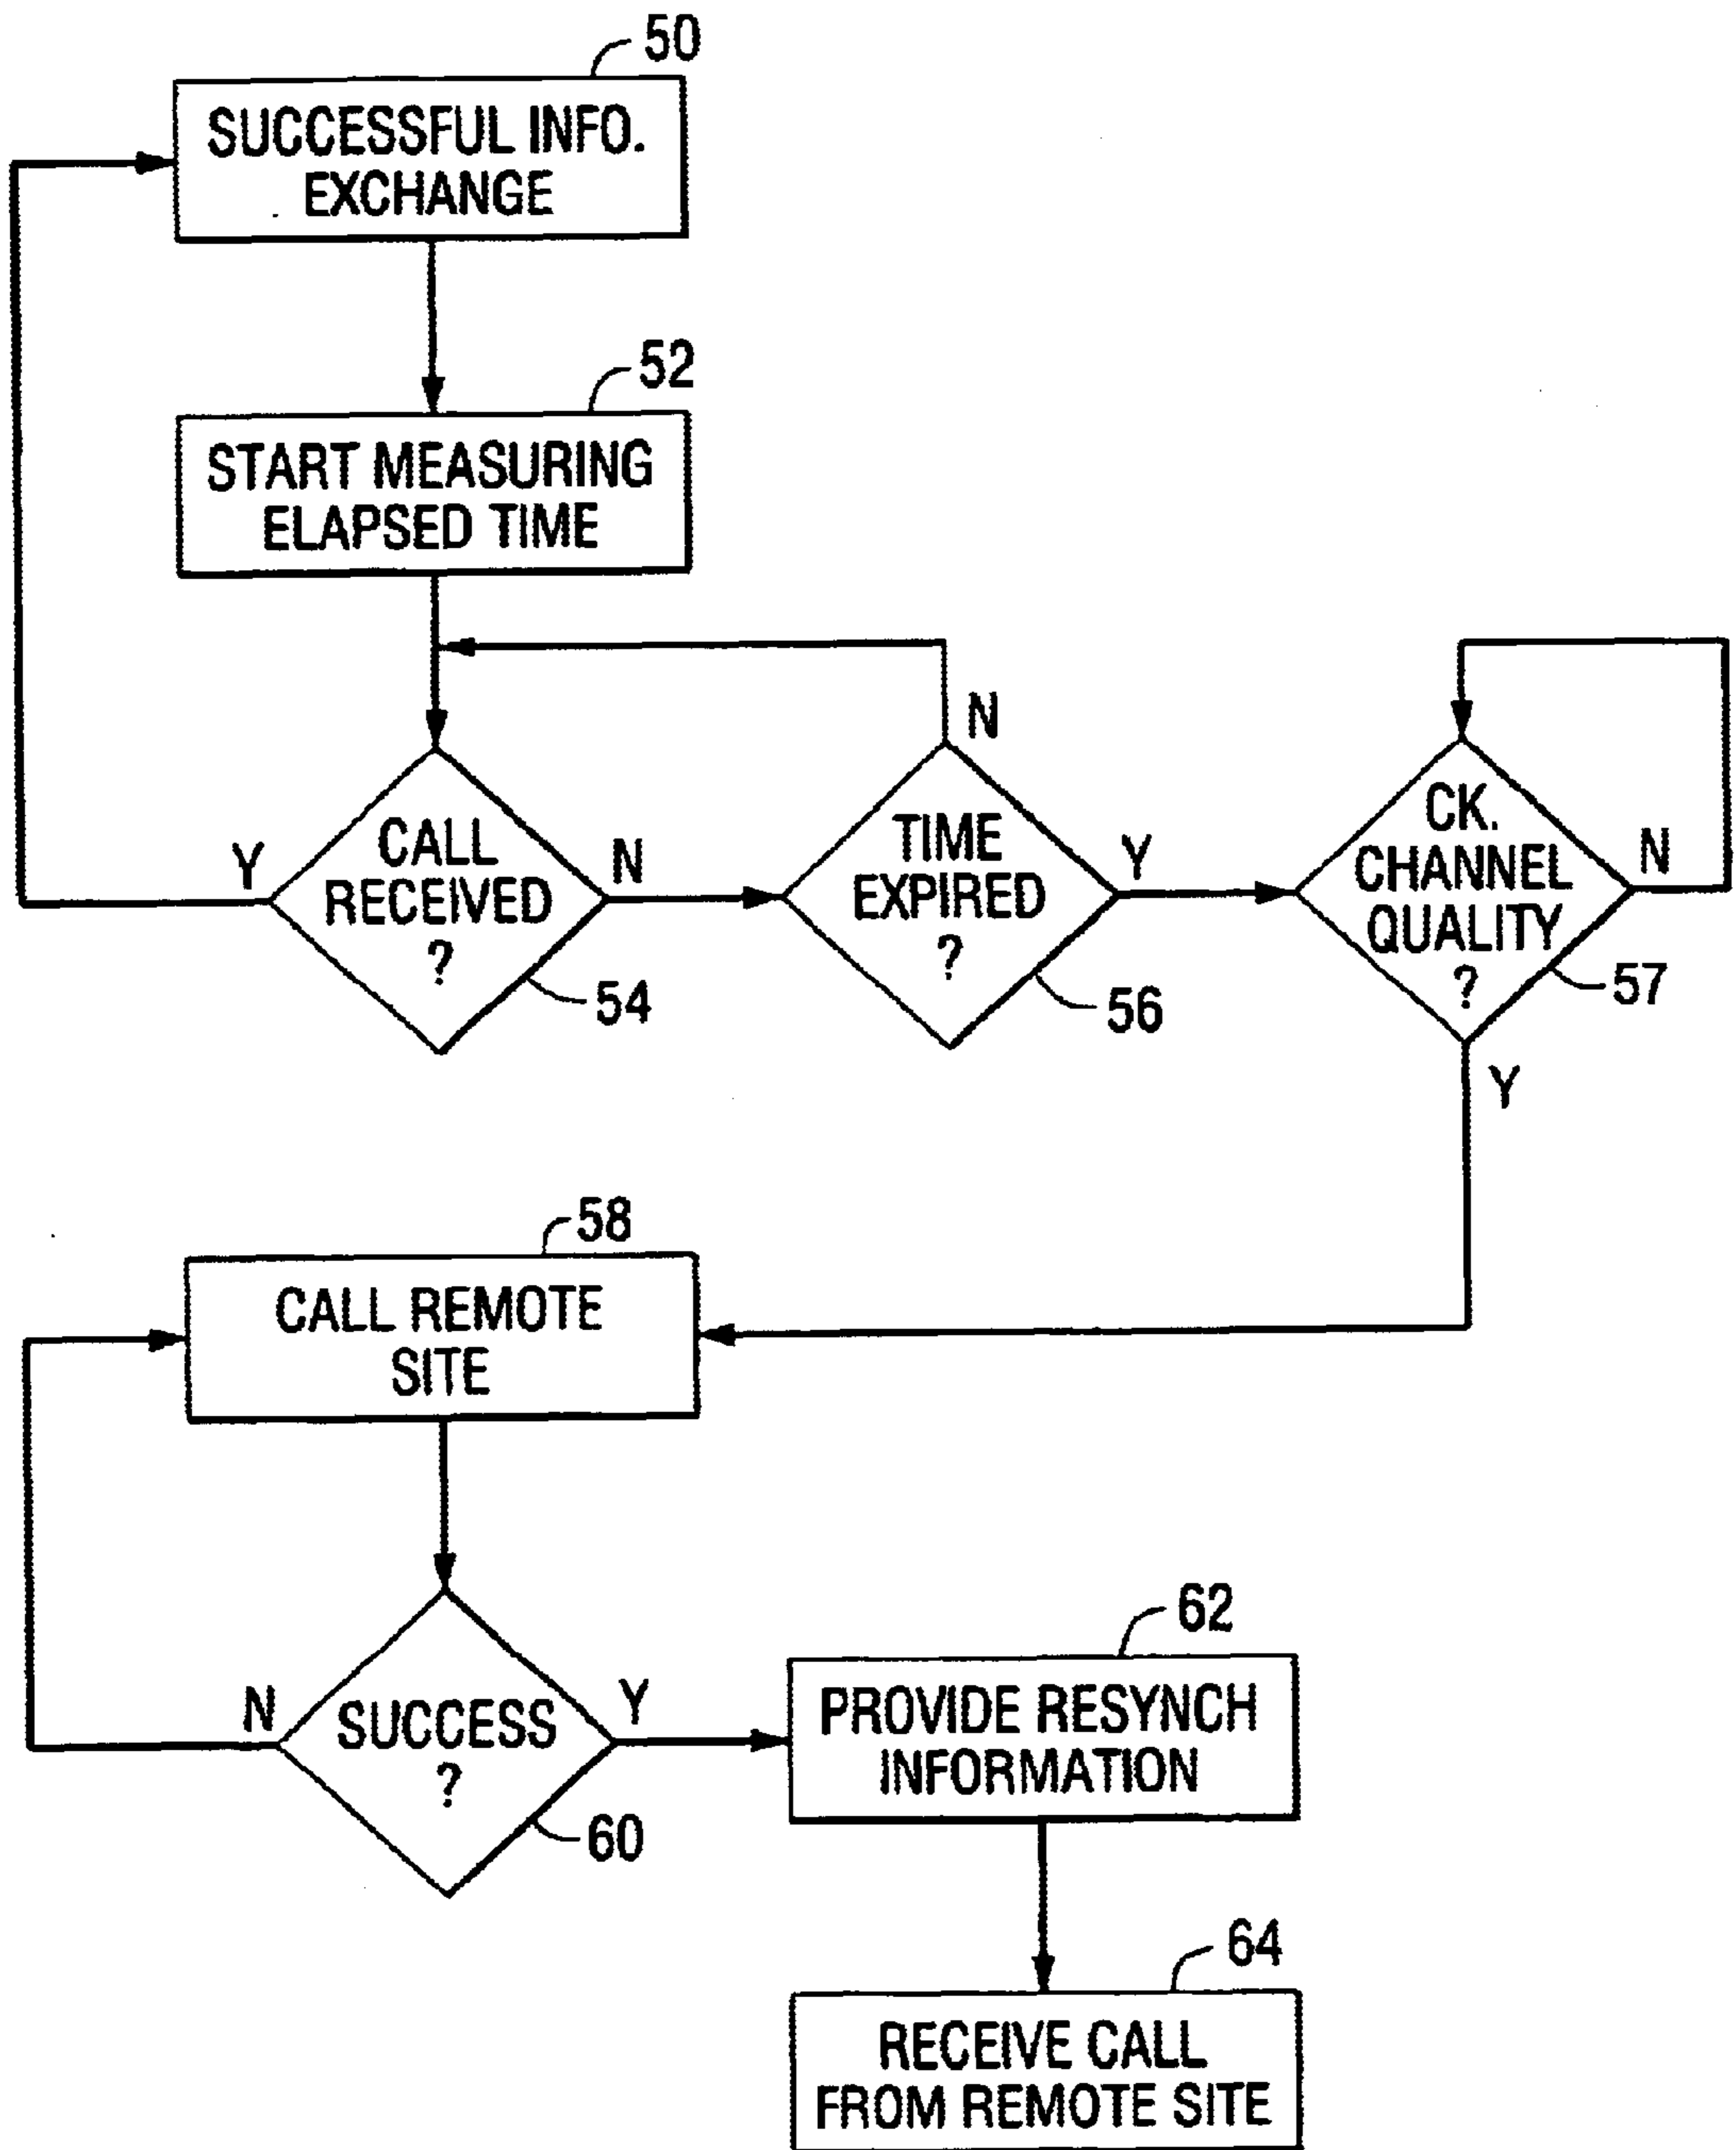 50
SUCCESSFUL INFO.
EXCHANGE
52
START MEASURING
ELAPSED TIME
N
Y
CALL
RECEIVED
?
54
N
TIME
EXPIRED
?
56
Y
CK.
CHANNEL
QUALITY
?
57
N
Y
58
CALL REMOTE
SITE
N
SUCCESS
?
60
Y
62
PROVIDE RESYNCH
INFORMATION
64
RECEIVE CALL
FROM REMOTE SITE